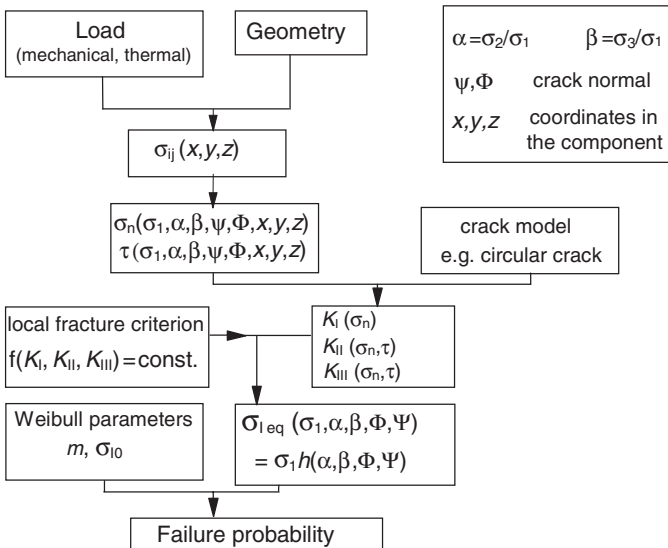 Load
(mechanical, thermal)
Geometry
α=σ₂/σ₁ β=σ₃/σ₁
ψ,Φ crack normal
x,y,z coordinates in
the component
σij (x,y,z)
σn(σ₁,α,β,ψ,Φ,x,y,z)
τ(σ₁,α,β,ψ,Φ,x,y,z)
crack model
e.g. circular crack
local fracture criterion
f(KI, KII, KIII)=const.
KI (σn)
KII (σn,τ)
KIII (σn,τ)
Weibull parameters
m, σI0
σI eq (σ₁,α,β,Φ,Ψ)
= σ₁h(α,β,Φ,Ψ)
Failure probability